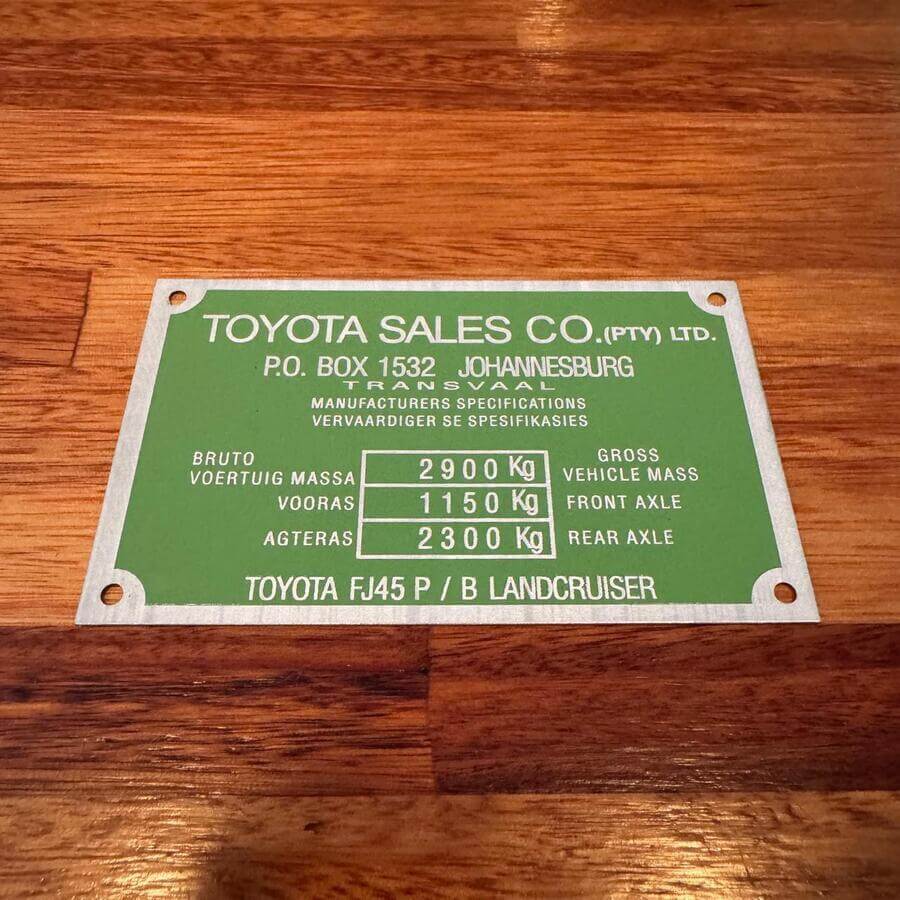 TOYOTA SALES CO.(PTY) LTD.
P.O. BOX 1532 JOHANNESBURG
TRANSVAAL
MANUFACTURERS SPECIFICATIONS
VERVAARDIGER SE SPESIFIKASIES
BRUTO
VOERTUIG MASSA 2900 Kg GROSS VEHICLE MASS
VOORAS 1150 Kg FRONT AXLE
AGTERAS 2300 Kg REAR AXLE
TOYOTA FJ45 P / B LANDCRUISER